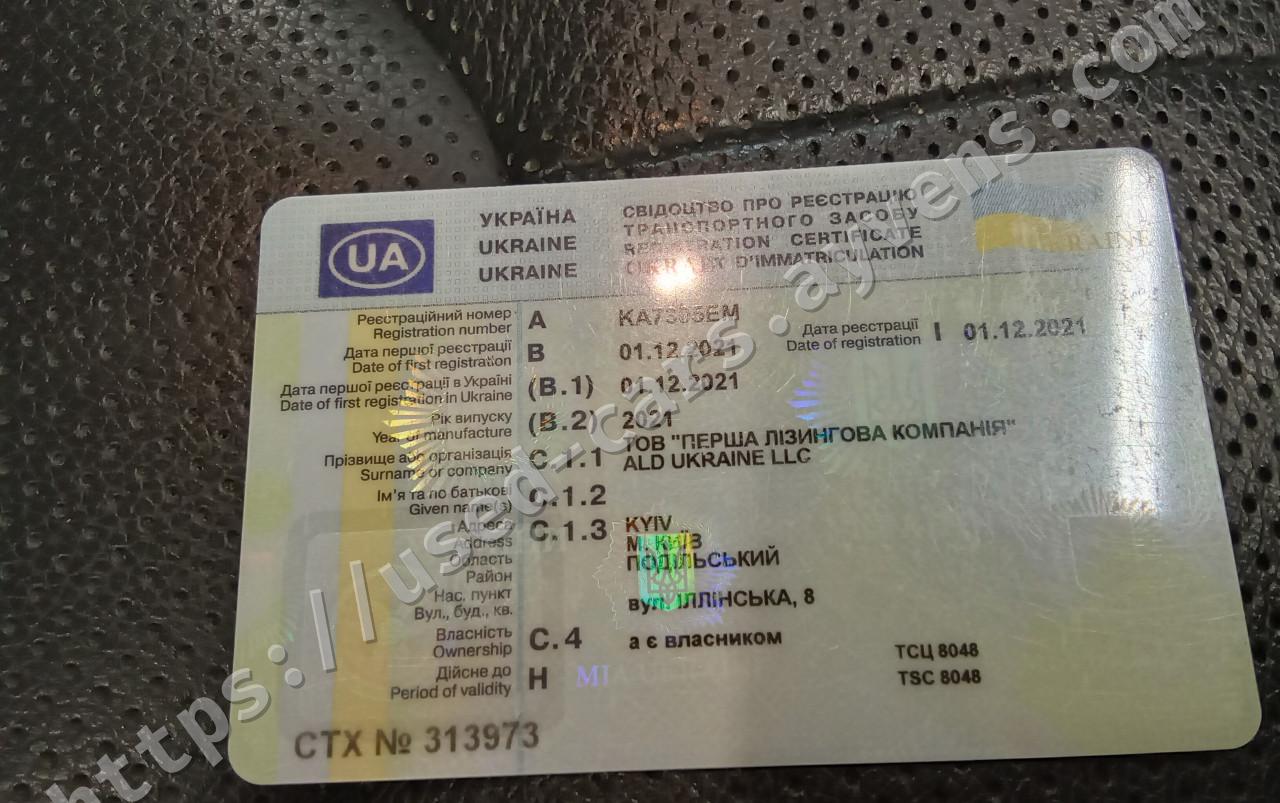 https://used-cars.ayvens.com
UA
УКРАЇНА
UKRAINE
UKRAINE
СВІДОЦТВО ПРО РЕЄСТРАЦІЮ
ТРАНСПОРТНОГО ЗАСОБУ
REGISTRATION CERTIFICATE
D'IMMATRICULATION
UKRAINE
Реєстраційний номер
Registration number
A
Дата реєстрації
Date of registration
I 01.12.2021
Дата першої реєстрації
Date of first registration
B 01.12.2021
Дата першої реєстрації в Україні
Date of first registration in Ukraine
(B.1) 01.12.2021
Рік випуску
Year of manufacture
(B.2) 2021
Прізвище або організація
Surname or company
C.1.1
ТОВ "ПЕРША ЛІЗИНГОВА КОМПАНІЯ"
ALD UKRAINE LLC
Ім'я та по батькові
Given name(s)
C.1.2
Адреса
Address
Область
Район
Нас. пункт
Вул., буд., кв.
C.1.3
KYIV
М. КИЇВ
ПОДІЛЬСЬКИЙ
вул. ІЛЛІНСЬКА, 8
Власність
Ownership
C.4 а є власником
Дійсне до
Period of validity
H
ТСЦ 8048
TSC 8048
СТХ № 313973